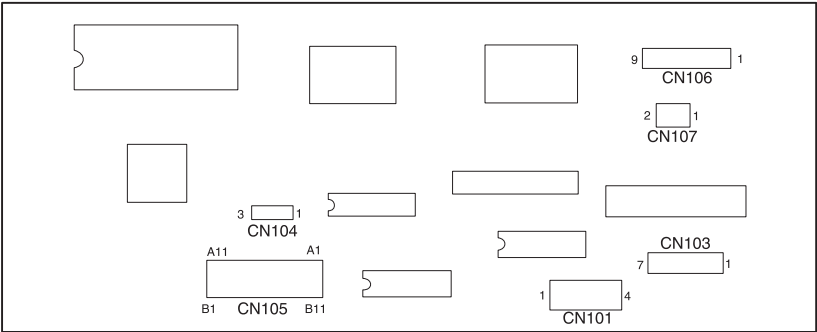 9 1
CN106
2 1
CN107
3 1
CN104
A11 A1
CN103
7 1
1 4
B1 CN105 B11
CN101